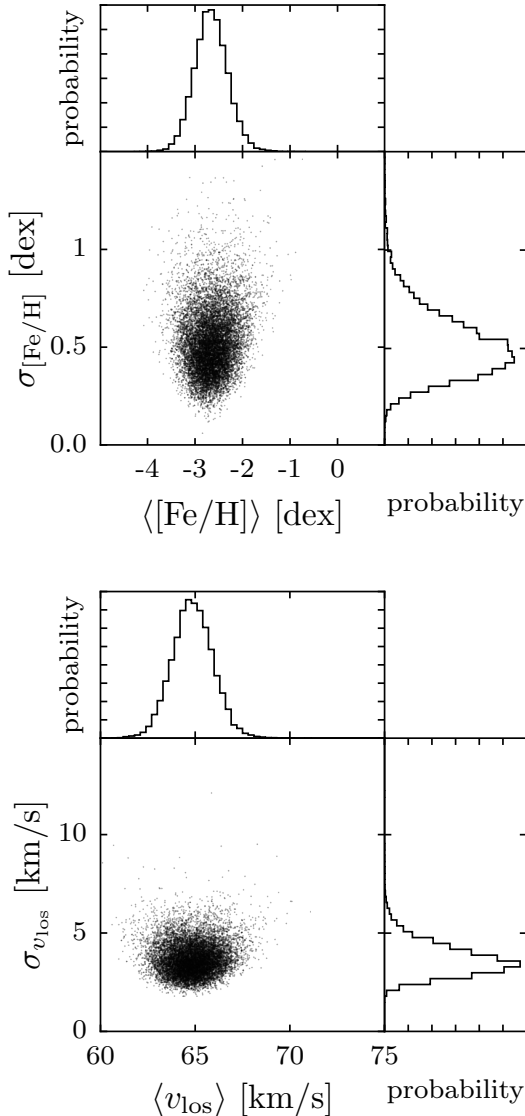 probability
σ[Fe/H] [dex]
1
0.5
0.0
-4 -3 -2 -1 0
⟨[Fe/H]⟩ [dex]
probability
probability
σvlos [km/s]
10
5
0
60 65 70 75
⟨vlos⟩ [km/s]
probability